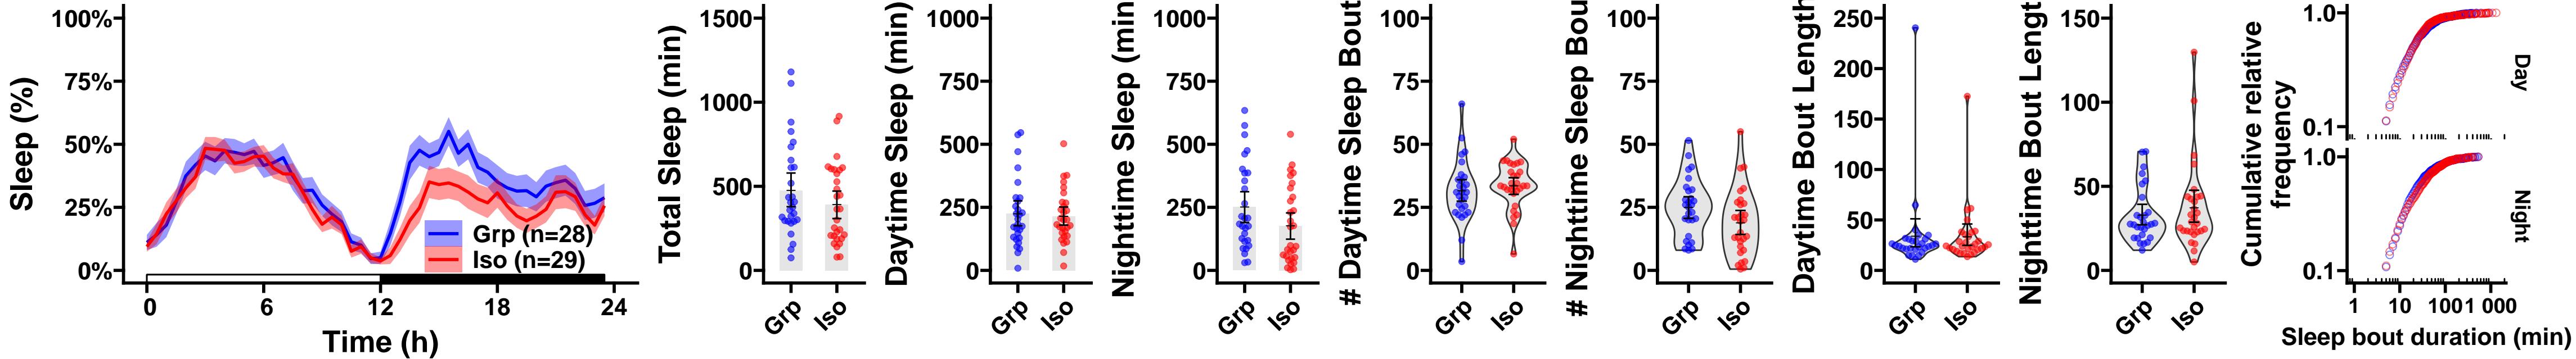 Sleep (%)
100%
75%
50%
25%
0%
0 6 12 18 24
Time (h)
Grp (n=28)
Iso (n=29)
Total Sleep (min)
1500
1000
500
0
Grp Iso
Daytime Sleep (min)
1000
750
500
250
0
Grp Iso
Nighttime Sleep (min
1000
750
500
250
0
Grp Iso
# Daytime Sleep Bout
100
75
50
25
0
Grp Iso
# Nighttime Sleep Bou
100
75
50
25
0
Grp Iso
Daytime Bout Length
250
200
150
100
50
0
Grp Iso
Nighttime Bout Lengt
150
100
50
0
Grp Iso
Cumulative relative
frequency
1.0
0.1
Day
1.0
0.1
Night
1 10 100 1 000
Sleep bout duration (min)